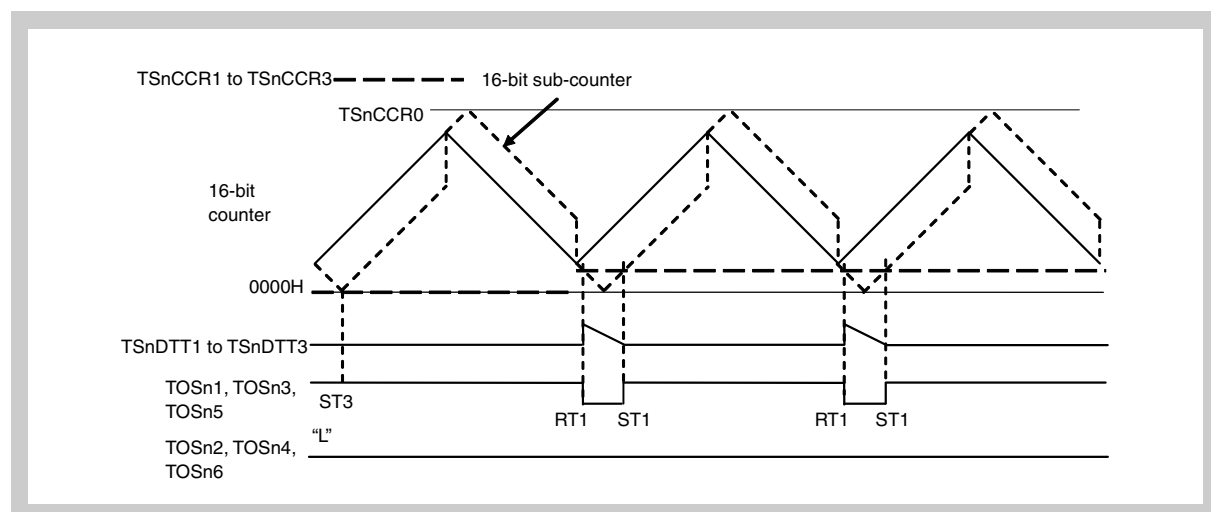 TSnCCR1 to TSnCCR3
16-bit sub-counter
TSnCCR0
16-bit
counter
0000H
TSnDTT1 to TSnDTT3
TOSn1, TOSn3,
TOSn5
ST3
RT1
ST1
RT1
ST1
“L”
TOSn2, TOSn4,
TOSn6